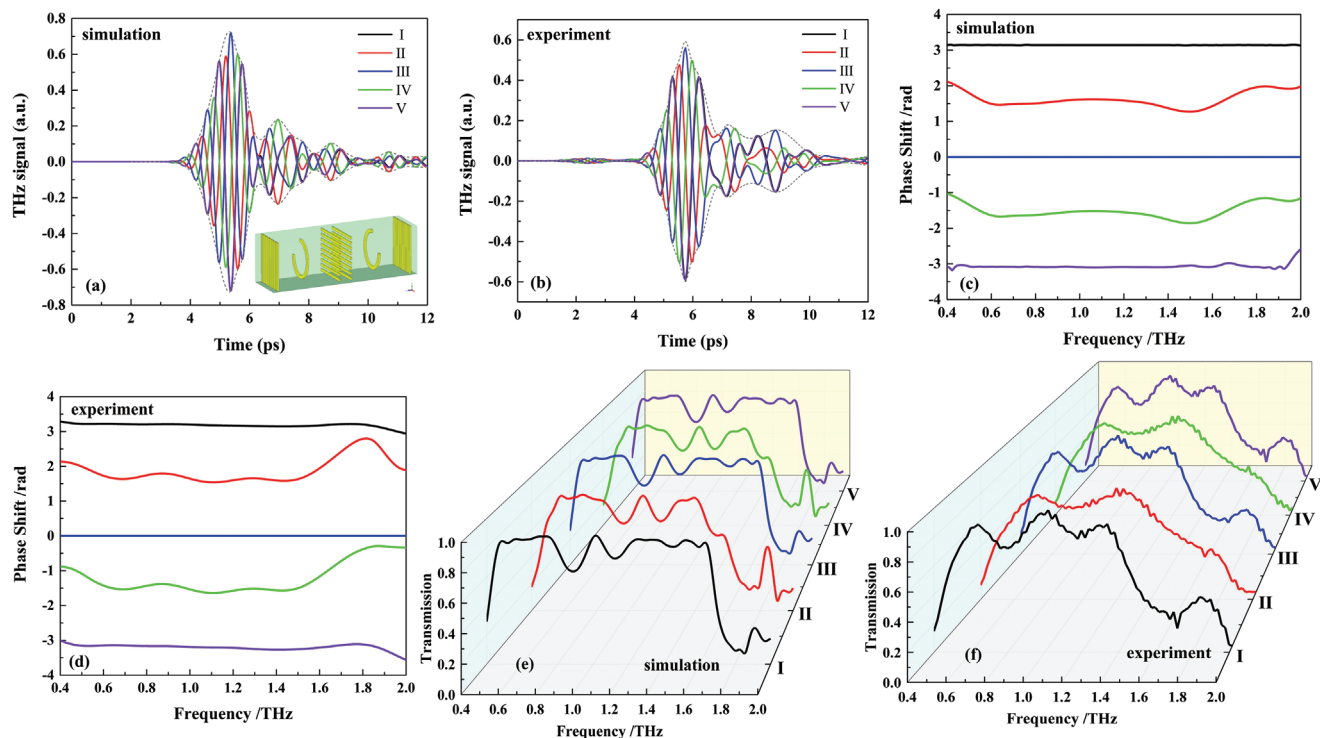 simulation
I
II
III
IV
V
THz signal (a.u.)
0.8
0.6
0.4
0.2
0.0
-0.2
-0.4
-0.6
-0.8
(a)
0
2
4
6
8
10
12
Time (ps)
experiment
I
II
III
IV
V
THz signal (a.u.)
0.6
0.4
0.2
0.0
-0.2
-0.4
-0.6
(b)
0
2
4
6
8
10
12
Time (ps)
simulation
Phase Shift /rad
4
3
2
1
0
-1
-2
-3
-4
(c)
0.4
0.6
0.8
1.0
1.2
1.4
1.6
1.8
2.0
Frequency /THz
experiment
Phase Shift /rad
4
3
2
1
0
-1
-2
-3
-4
(d)
0.4
0.6
0.8
1.0
1.2
1.4
1.6
1.8
2.0
Frequency /THz
Transmission
1.0
0.8
0.6
0.4
0.2
0.0
(e)
simulation
V
IV
III
II
I
0.4
0.6
0.8
1.0
1.2
1.4
1.6
1.8
2.0
Frequency /THz
Transmission
1.0
0.8
0.6
0.4
0.2
0.0
(f)
experiment
V
IV
III
II
I
0.4
0.6
0.8
1.0
1.2
1.4
1.6
1.8
2.0
Frequency /THz